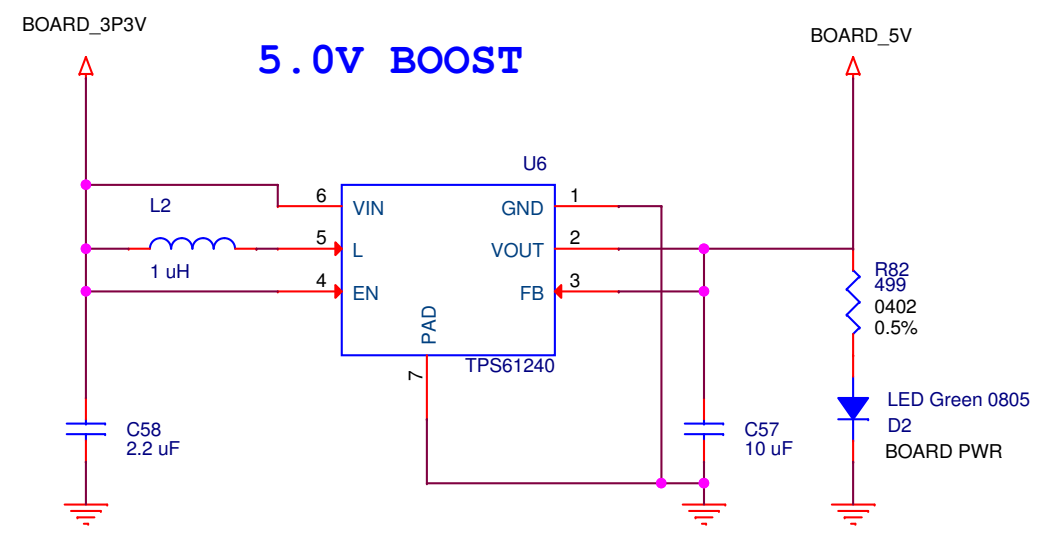 BOARD_3P3V
5.0V BOOST
BOARD_5V
U6
L2
1 uH
6
VIN
5
L
4
EN
GND
1
VOUT
2
FB
3
PAD
7
TPS61240
R82
499
0402
0.5%
C58
2.2 uF
C57
10 uF
LED Green 0805
D2
BOARD PWR